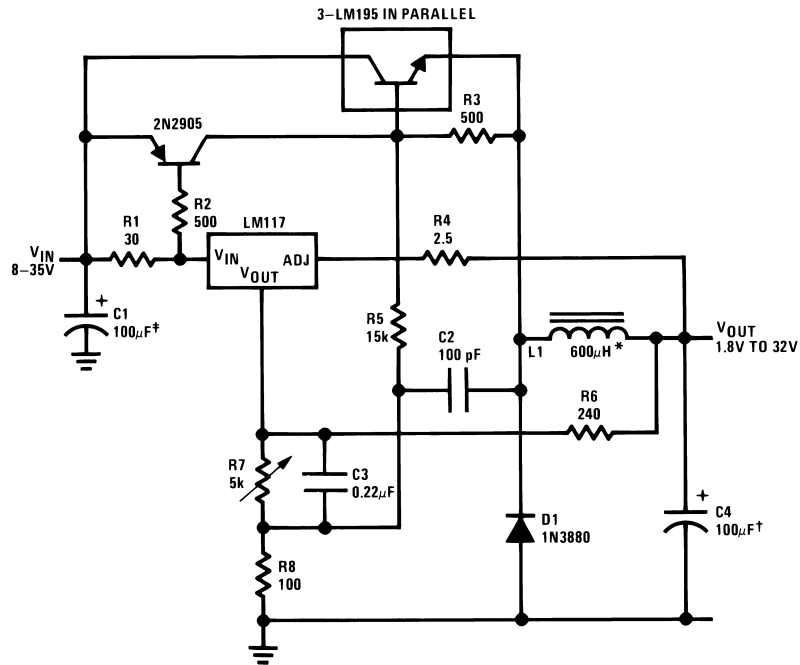 3–LM195 IN PARALLEL
2N2905
R3
500
R2
500
LM117
R1
30
R4
2.5
VIN
8–35V
VIN
ADJ
VOUT
C1
100μF‡
R5
15k
C2
100 pF
L1
600μH*
VOUT
1.8V TO 32V
R6
240
R7
5k
C3
0.22μF
D1
1N3880
C4
100μF†
R8
100